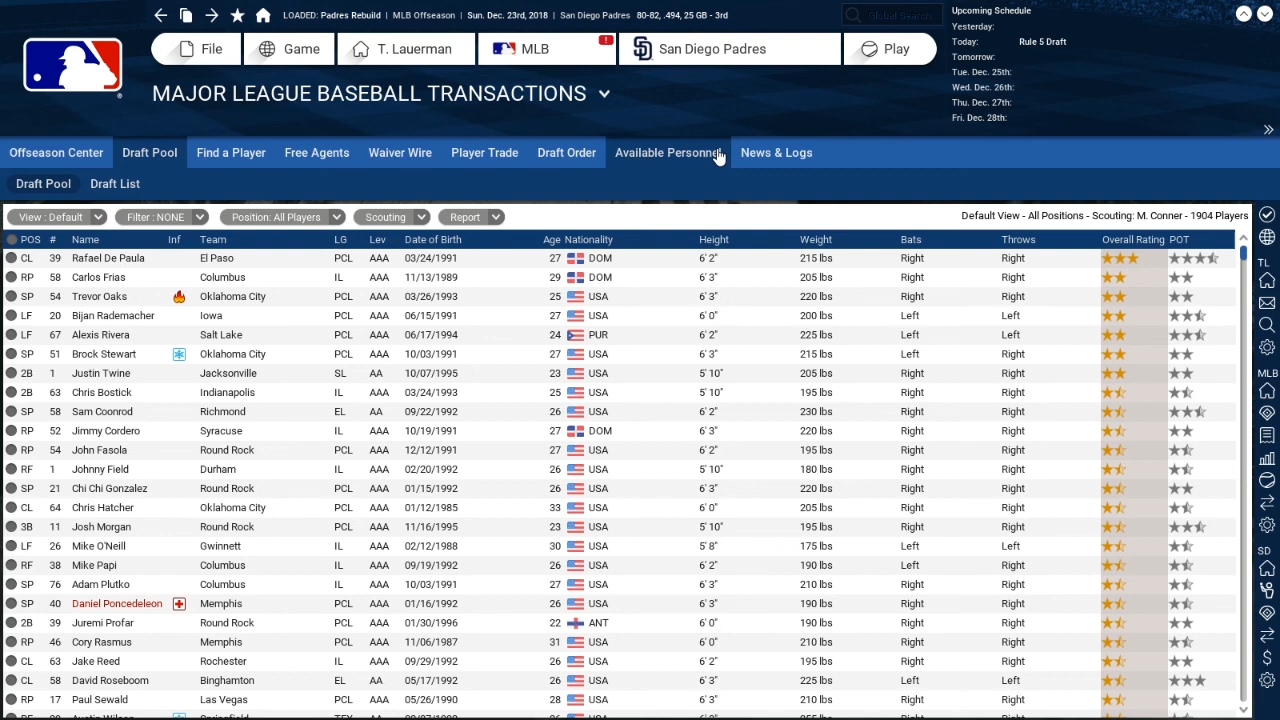 LOADED: Padres Rebuild | MLB Offseason | Sun. Dec. 23rd, 2018 | San Diego Padres 80-82, .494, 25 GB - 3rd
Global Search
Upcoming Schedule
Yesterday:
Today: Rule 5 Draft
Tomorrow:
Tue. Dec. 25th:
Wed. Dec. 26th:
Thu. Dec. 27th:
Fri. Dec. 28th:
File Game T. Lauerman MLB ! San Diego Padres Play
MAJOR LEAGUE BASEBALL TRANSACTIONS
Offseason Center Draft Pool Find a Player Free Agents Waiver Wire Player Trade Draft Order Available Personnel News & Logs
Draft Pool Draft List
View : Default Filter : NONE Position: All Players Scouting Report Default View - All Positions - Scouting: M. Conner - 1904 Players
POS # Name Inf Team LG Lev Date of Birth Age Nationality Height Weight Bats Throws Overall Rating POT
CL 39 Rafael De Paula El Paso PCL AAA 03/24/1991 27 DOM 6' 2" 215 lbs Right Right
RP 58 Carlos Frias Columbus IL AAA 11/13/1989 29 DOM 6' 3" 220 lbs Right Right
SP 54 Trevor Oaks Oklahoma City PCL AAA 03/26/1993 25 USA 6' 3" 220 lbs Right Right
LF 20 Bijan Rademacher Iowa PCL AAA 06/15/1991 27 USA 6' 0" 200 lbs Left Left
LF 67 Alexis Rivera Salt Lake PCL AAA 06/17/1994 24 PUR 6' 2" 225 lbs Left Left
SP 51 Brock Stewart Oklahoma City PCL AAA 10/03/1991 27 USA 6' 3" 215 lbs Left Right
2B 1 Justin Twine Jacksonville SL AA 10/07/1995 23 USA 5' 10" 205 lbs Right Right
2B 63 Chris Bostick Indianapolis IL AAA 03/24/1993 25 USA 5' 10" 195 lbs Right Right
SP 58 Sam Coonrod Richmond EL AA 09/22/1992 26 USA 6' 2" 230 lbs Right Right
RP 52 Jimmy Cordero Syracuse IL AAA 10/19/1991 27 DOM 6' 3" 220 lbs Right Right
RP 54 John Fasola Round Rock PCL AAA 12/12/1991 27 USA 6' 2" 195 lbs Right Right
RF 1 Johnny Field Durham IL AAA 02/20/1992 26 USA 5' 10" 180 lbs Right Right
SP 21 Chi Chi Gonzalez Round Rock PCL AAA 01/15/1992 26 USA 6' 3" 220 lbs Right Right
CL 64 Chris Hatcher Oklahoma City PCL AAA 01/12/1985 33 USA 6' 0" 205 lbs Right Right
3B 11 Josh Morgan Round Rock PCL AAA 11/16/1995 23 USA 5' 10" 195 lbs Right Right
LF 26 Mike O'Neill Gwinnett IL AAA 02/12/1988 30 USA 5' 8" 175 lbs Left Left
RF 38 Mike Papi Columbus IL AAA 09/19/1992 26 USA 6' 2" 190 lbs Left Right
SP 76 Adam Plutko Columbus IL AAA 10/03/1991 27 USA 6' 3" 210 lbs Right Right
SP 40 Daniel Poncedeleon Memphis PCL AAA 01/16/1992 26 USA 6' 3" 190 lbs Right Right
2B 39 Juremi Profar Round Rock PCL AAA 01/30/1996 22 ANT 6' 0" 190 lbs Right Right
RP 46 Cory Rasmus Memphis PCL AAA 11/06/1987 31 USA 6' 0" 200 lbs Right Right
CL 63 Jake Reed Rochester IL AAA 09/29/1992 26 USA 6' 2" 195 lbs Right Right
CL 58 David Roseboom Binghamton EL AA 05/17/1992 26 USA 6' 2" 225 lbs Left Left
RP 17 Paul Sewald Las Vegas PCL AAA 05/26/1990 28 USA 6' 3" 210 lbs Right Right
TL
MLB
SD